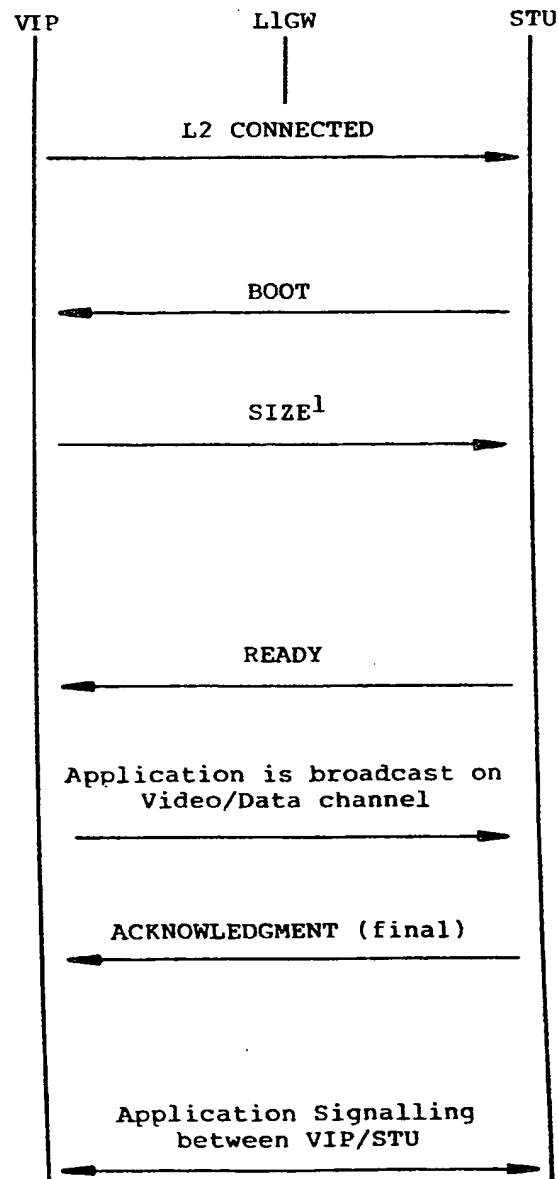 VIP L1GW STU
L2 CONNECTED
BOOT
SIZE1
READY
Application is broadcast on
Video/Data channel
ACKNOWLEDGMENT (final)
Application Signalling
between VIP/STU